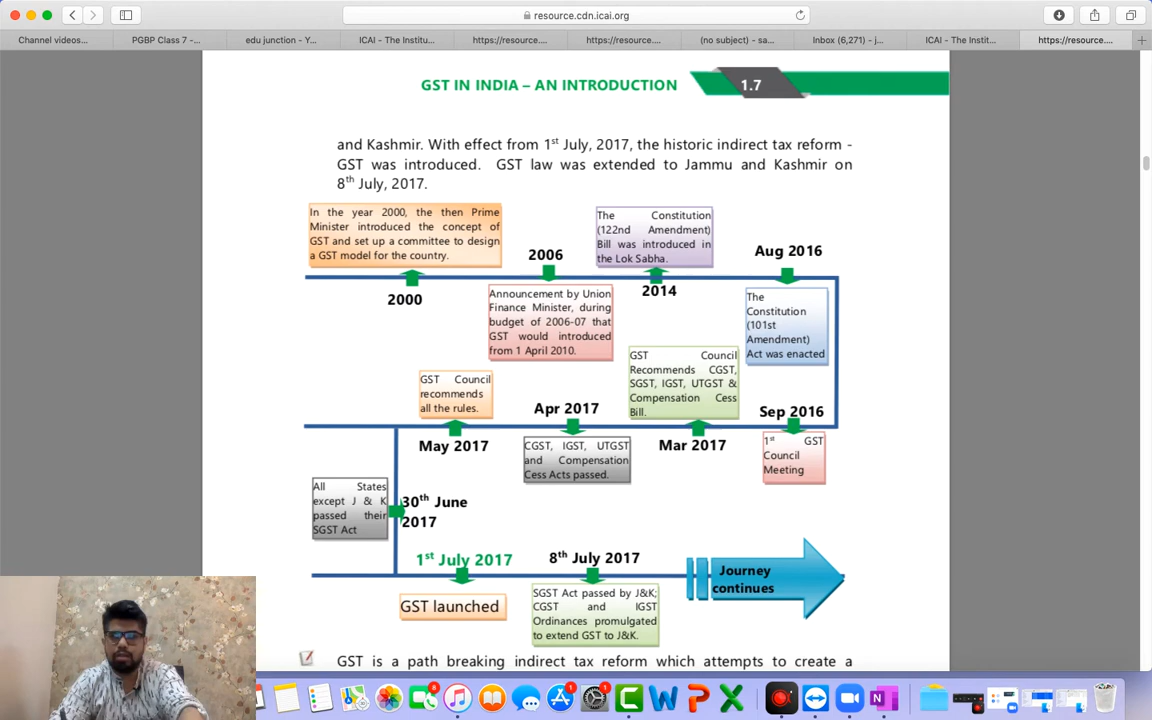 resource.cdn.icai.org
Channel videos...
PGBP Class 7 -...
edu junction - Y...
ICAI - The Institu...
https://resource....
https://resource....
(no subject) - sa...
Inbox (6,271) - j...
ICAI - The Instit...
https://resource....
GST IN INDIA – AN INTRODUCTION
1.7
and Kashmir. With effect from 1st July, 2017, the historic indirect tax reform -
GST was introduced. GST law was extended to Jammu and Kashmir on
8th July, 2017.
In the year 2000, the then Prime
Minister introduced the concept of
GST and set up a committee to design
a GST model for the country.
2000
2006
Announcement by Union
Finance Minister, during
budget of 2006-07 that
GST would introduced
from 1 April 2010.
The Constitution
(122nd Amendment)
Bill was introduced in
the Lok Sabha.
2014
Aug 2016
The
Constitution
(101st
Amendment)
Act was enacted
Sep 2016
1st GST
Council
Meeting
GST Council
Recommends CGST,
SGST, IGST, UTGST &
Compensation Cess
Bill.
Mar 2017
Apr 2017
CGST, IGST, UTGST
and Compensation
Cess Acts passed.
GST Council
recommends
all the rules.
May 2017
All States
except J & K
passed their
SGST Act
30th June
2017
1st July 2017
GST launched
8th July 2017
SGST Act passed by J&K;
CGST and IGST
Ordinances promulgated
to extend GST to J&K.
Journey
continues
GST is a path breaking indirect tax reform which attempts to create a